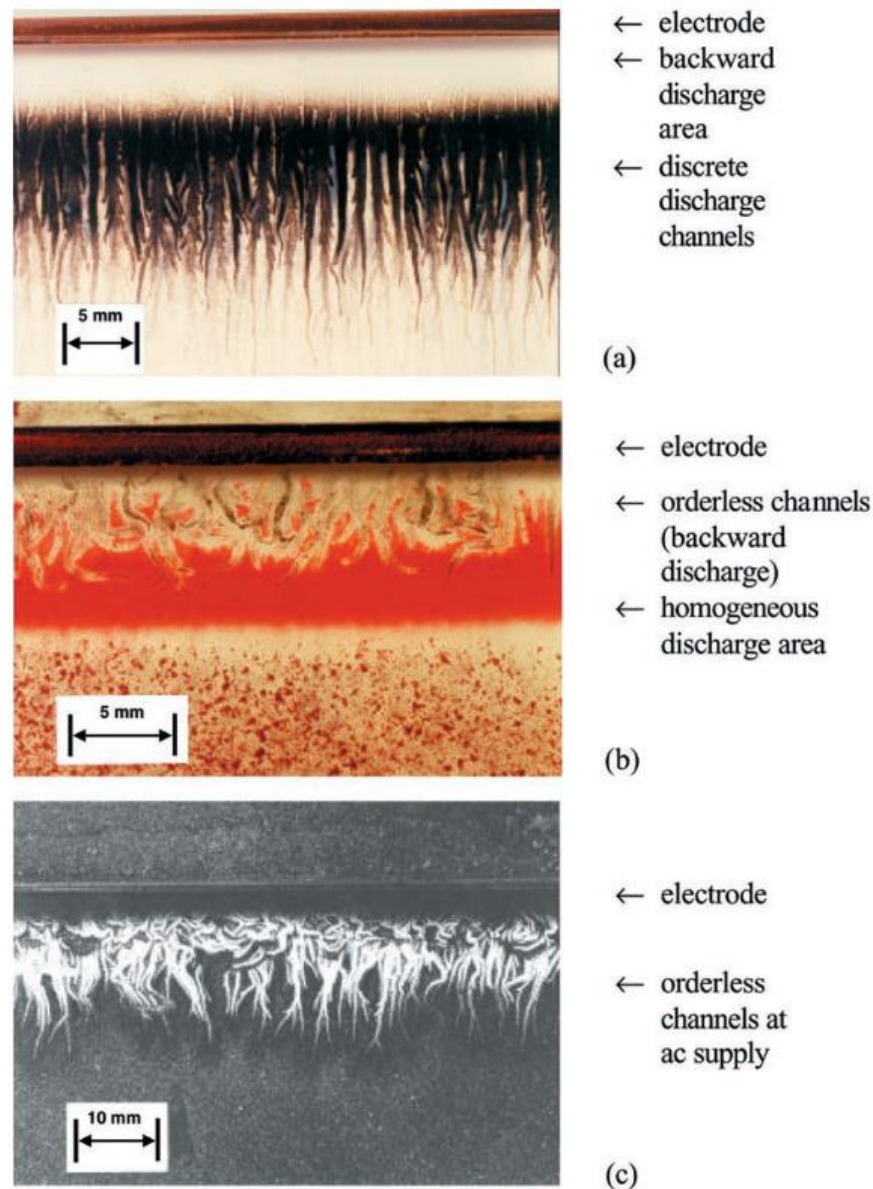 ← electrode
← backward
discharge
area
← discrete
discharge
channels
5 mm
(a)
← electrode
← orderless channels
(backward
discharge)
← homogeneous
discharge area
5 mm
(b)
← electrode
← orderless
channels at
ac supply
10 mm
(c)